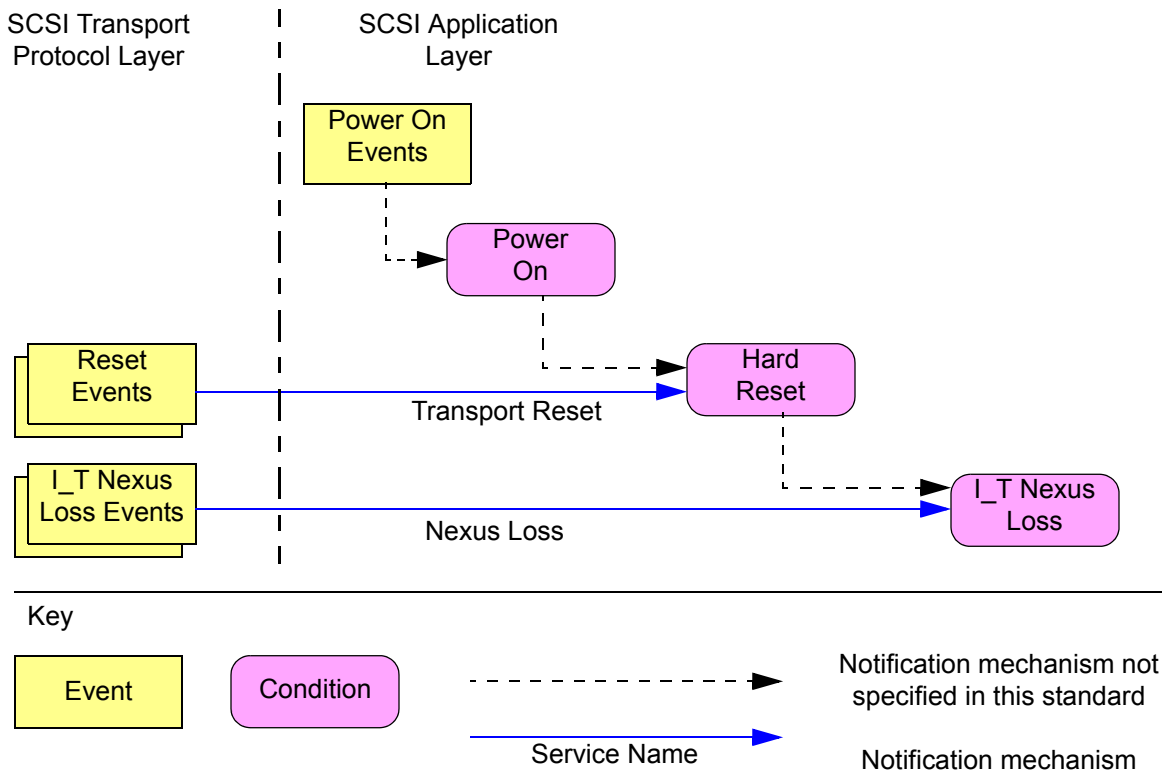 SCSI Transport
Protocol Layer
SCSI Application
Layer
Power On
Events
Power
On
Reset
Events
Hard
Reset
Transport Reset
I_T Nexus
Loss Events
I_T Nexus
Loss
Nexus Loss
Key
Event
Condition
Notification mechanism not
specified in this standard
Service Name
Notification mechanism